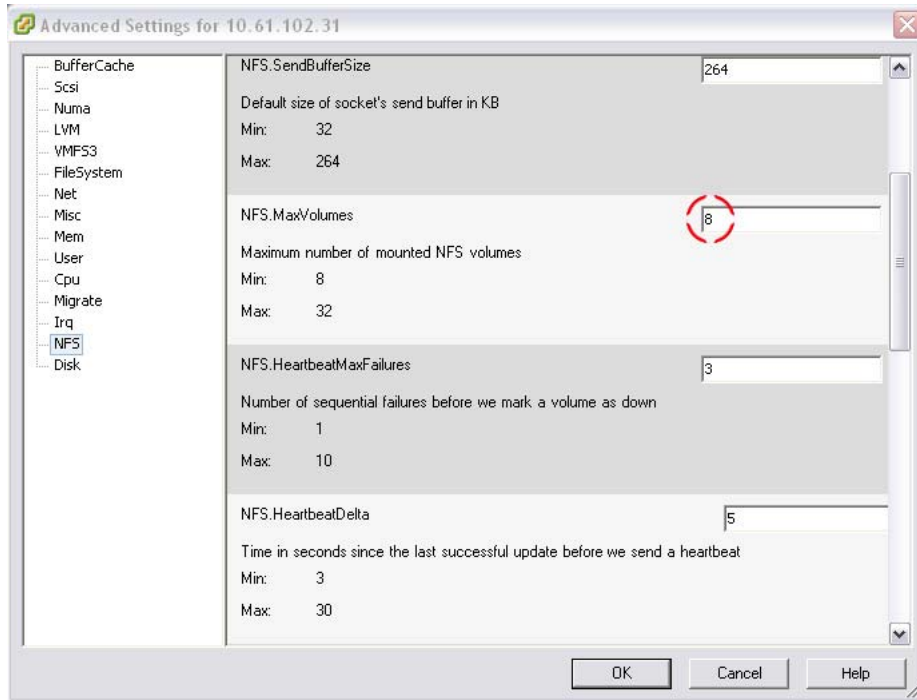 Advanced Settings for 10.61.102.31
BufferCache
Scsi
Numa
LVM
VMFS3
FileSystem
Net
Misc
Mem
User
Cpu
Migrate
Irq
NFS
Disk
NFS.SendBufferSize 264
Default size of socket's send buffer in KB
Min: 32
Max: 264
NFS.MaxVolumes 8
Maximum number of mounted NFS volumes
Min: 8
Max: 32
NFS.HeartbeatMaxFailures 3
Number of sequential failures before we mark a volume as down
Min: 1
Max: 10
NFS.HeartbeatDelta 5
Time in seconds since the last successful update before we send a heartbeat
Min: 3
Max: 30
OK Cancel Help